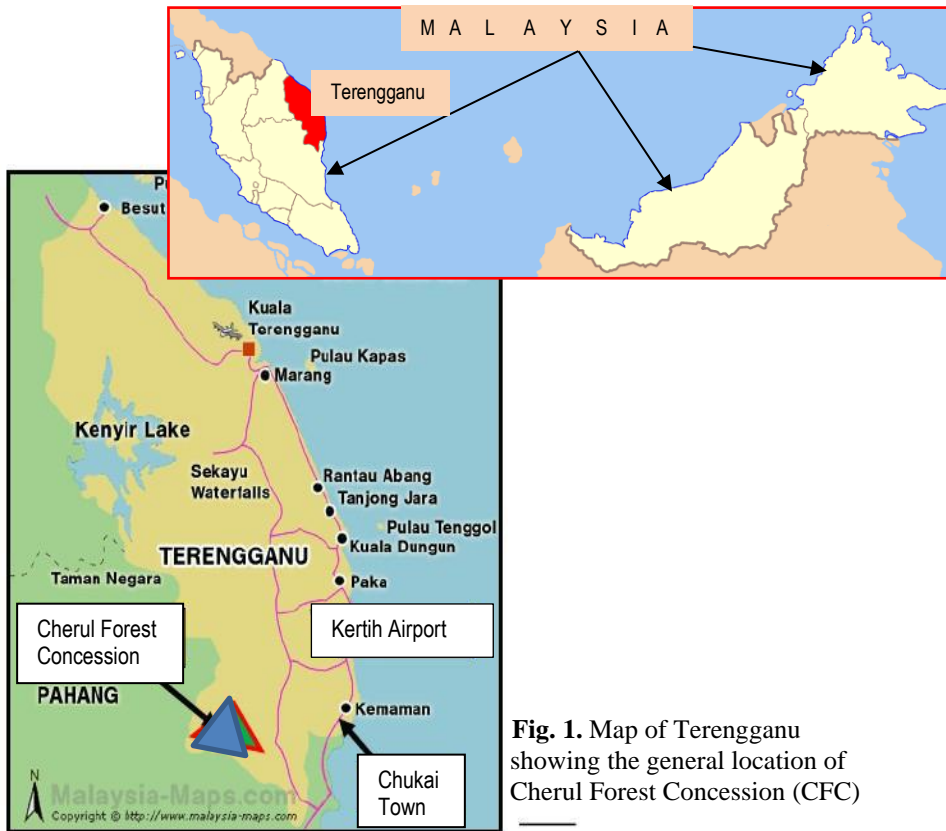 M A L A Y S I A
Terengganu
Besut
Kuala
Terengganu
Pulau Kapas
Marang
Kenyir Lake
Sekayu
Waterfalls
Rantau Abang
Tanjong Jara
Pulau Tenggol
Kuala Dungun
TERENGGANU
Taman Negara
Paka
Cherul Forest
Concession
Kertih Airport
PAHANG
Kemaman
Chukai
Town
N
Malaysia-Maps.com
Copyright © http://www.malaysia-maps.com
Fig. 1. Map of Terengganu
showing the general location of
Cherul Forest Concession (CFC)